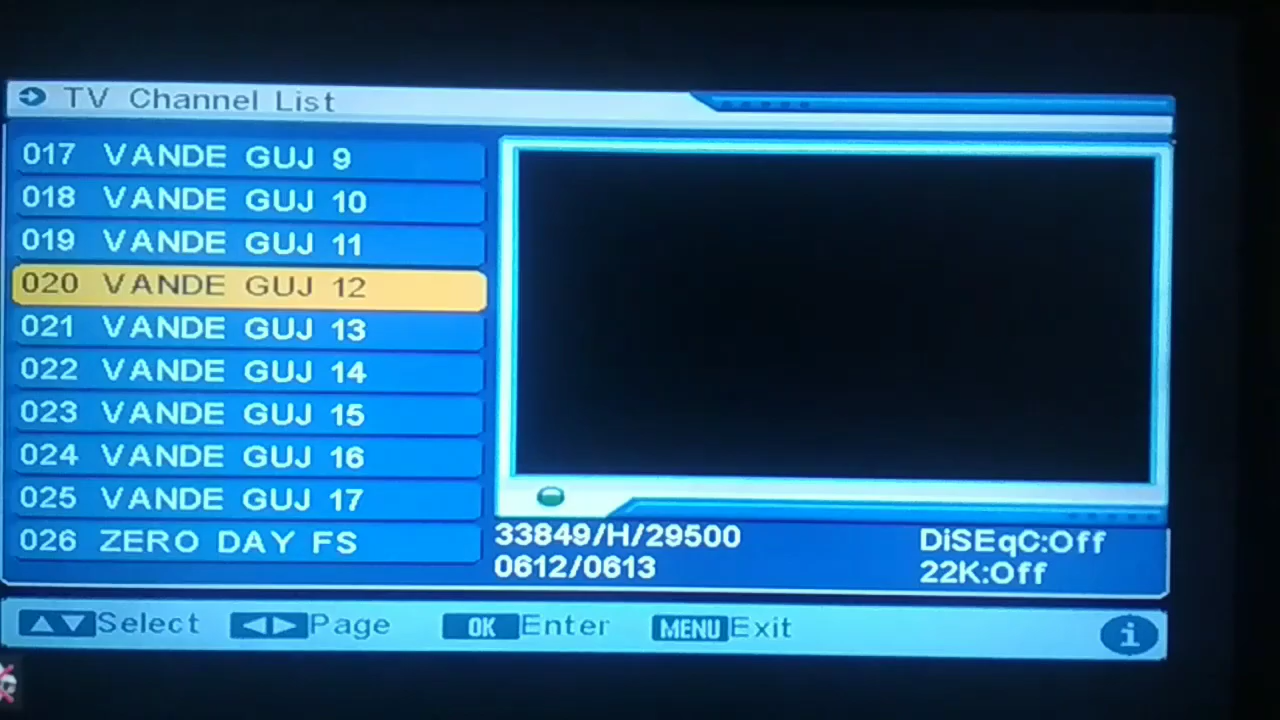 TV Channel List
017 VANDE GUJ 9
018 VANDE GUJ 10
019 VANDE GUJ 11
020 VANDE GUJ 12
021 VANDE GUJ 13
022 VANDE GUJ 14
023 VANDE GUJ 15
024 VANDE GUJ 16
025 VANDE GUJ 17
026 ZERO DAY FS
33849/H/29500
0612/0613
DiSEqC:Off
22K:Off
Select Page OK Enter MENU Exit i